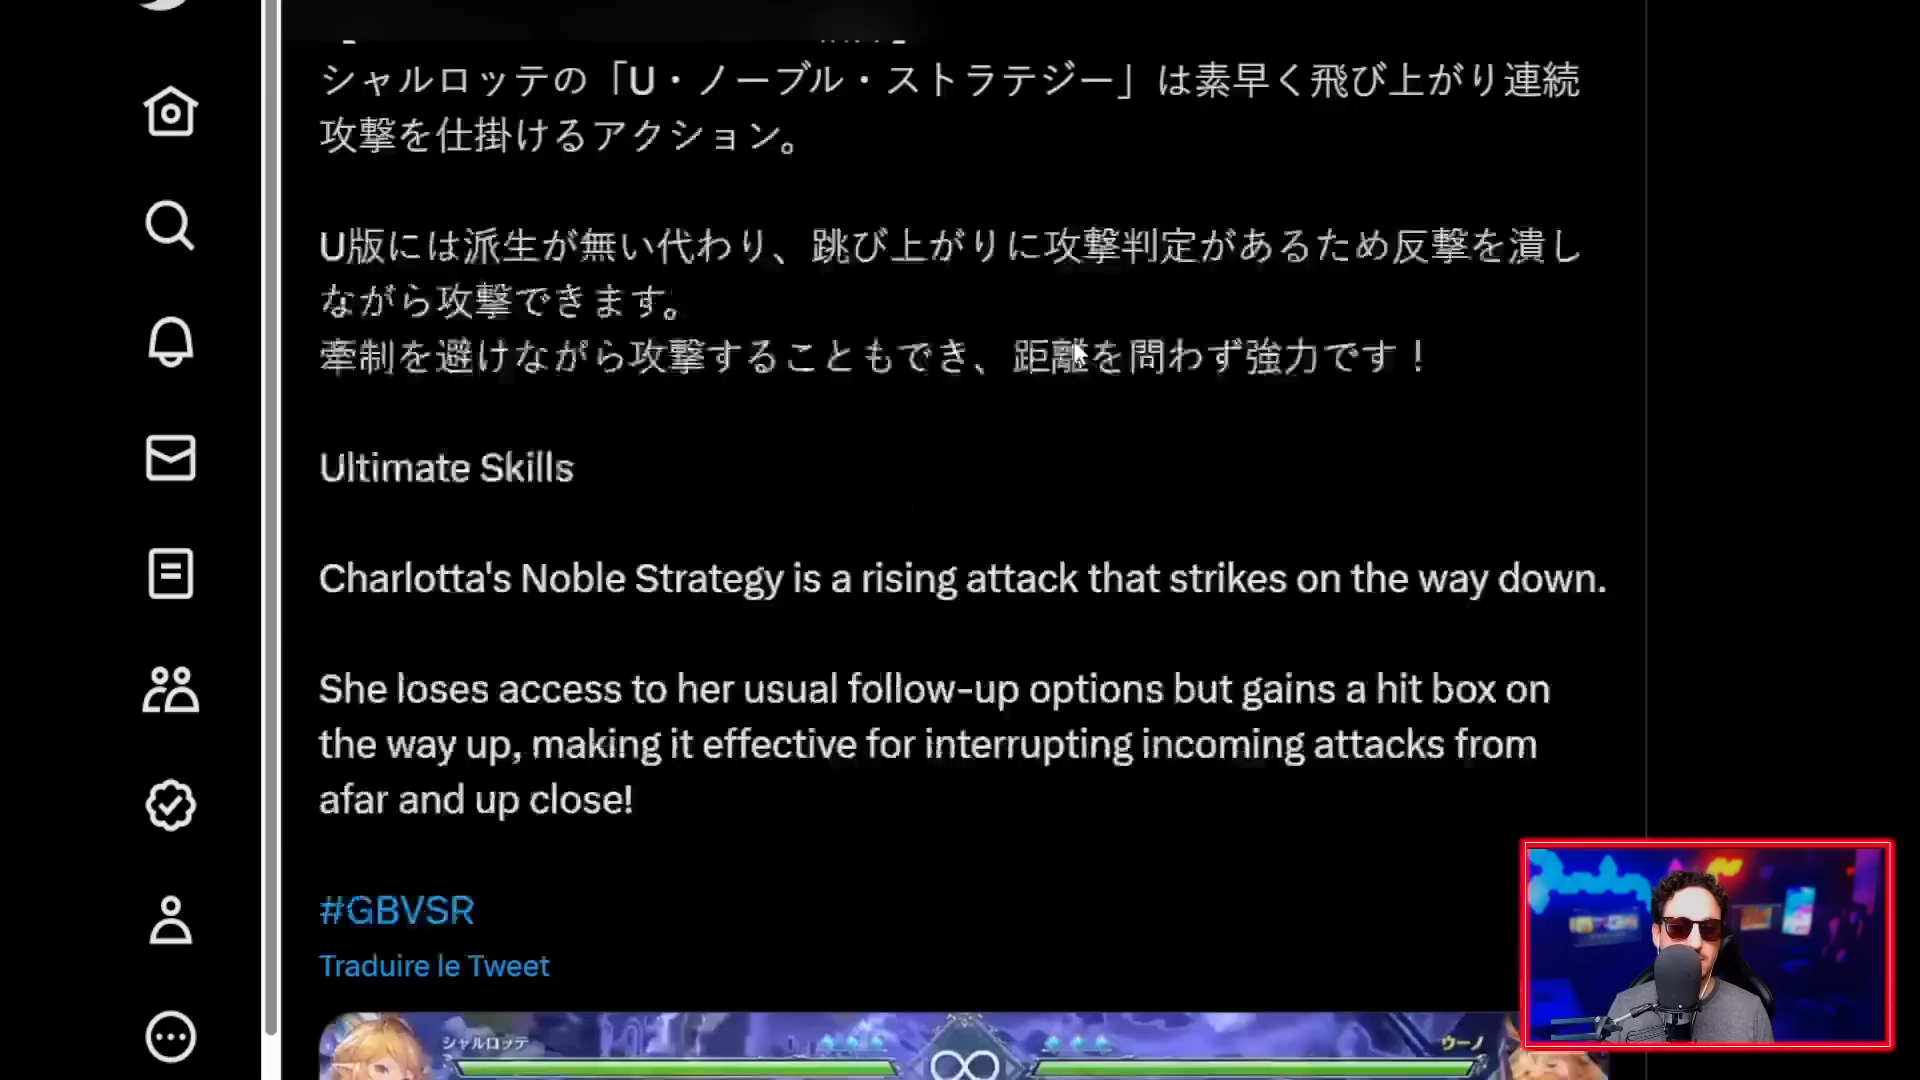 シャルロッテの「U・ノーブル・ストラテジー」は素早く飛び上がり連続
攻撃を仕掛けるアクション。
U版には派生が無い代わり、跳び上がりに攻撃判定があるため反撃を潰し
ながら攻撃できます。
牽制を避けながら攻撃することもでき、距離を問わず強力です！
Ultimate Skills
Charlotta's Noble Strategy is a rising attack that strikes on the way down.
She loses access to her usual follow-up options but gains a hit box on
the way up, making it effective for interrupting incoming attacks from
afar and up close!
#GBVSR
Traduire le Tweet
シャルロッテ
ウーノ